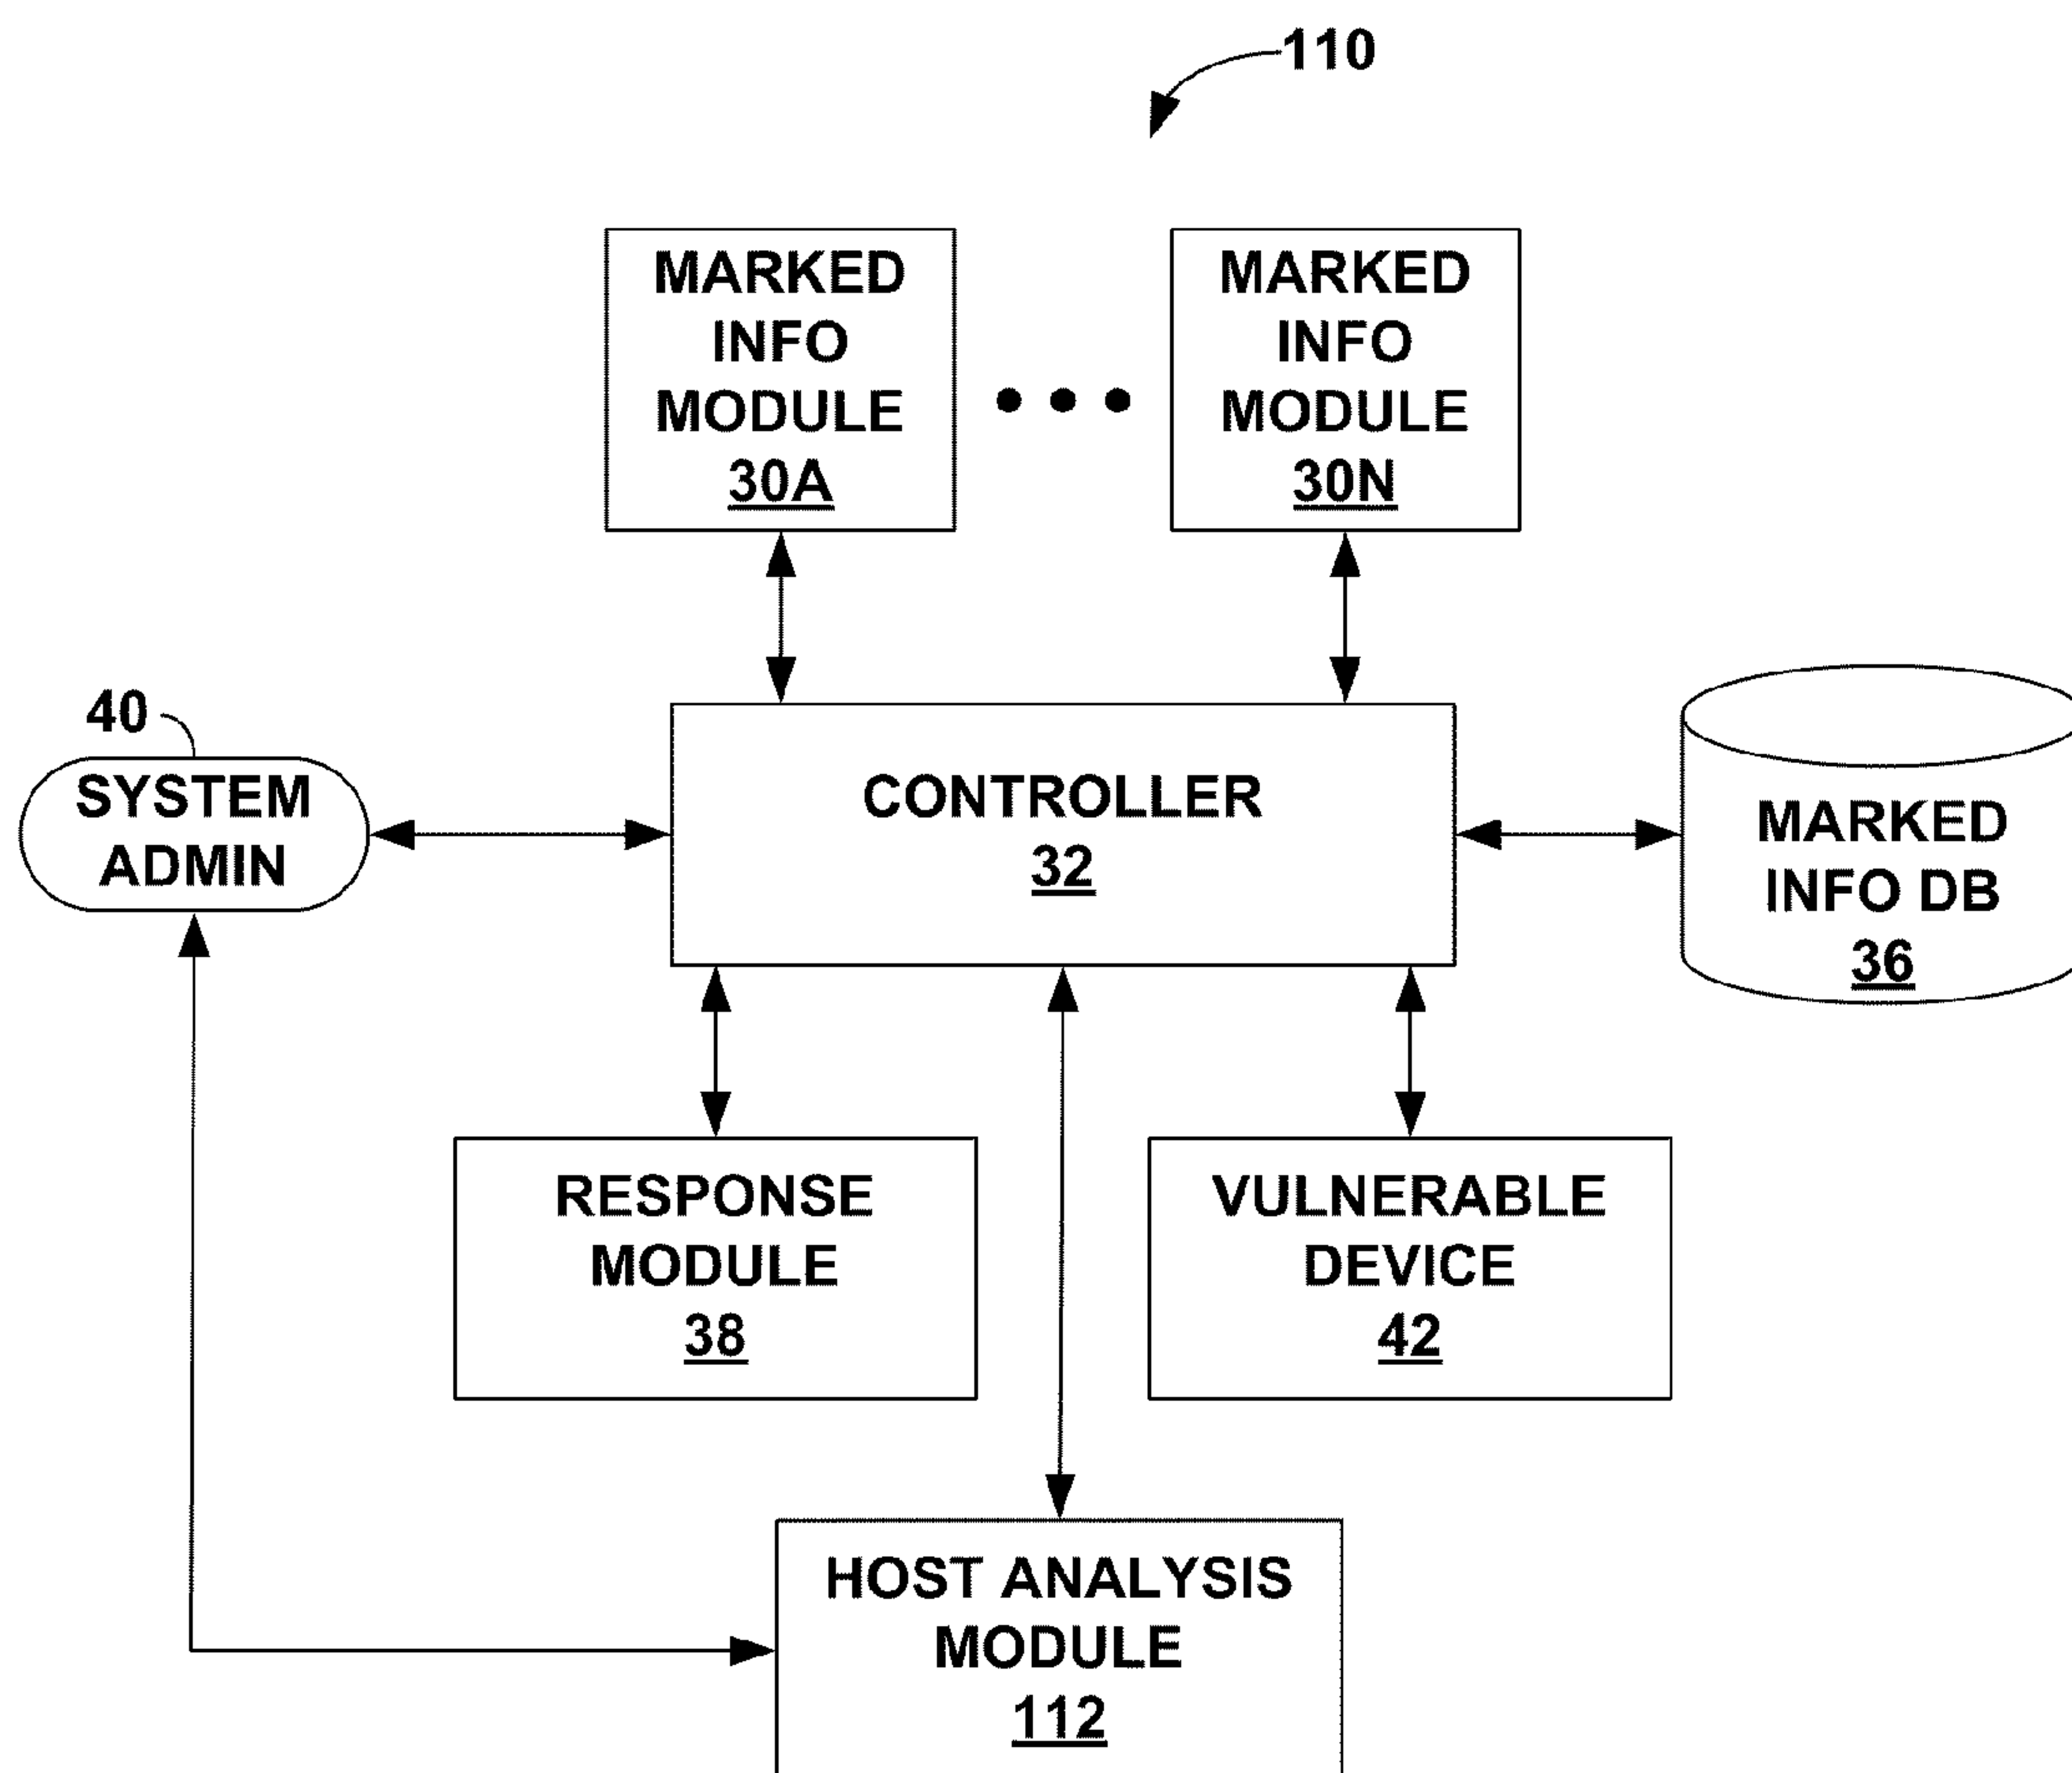 110
MARKED
INFO
MODULE
30A
MARKED
INFO
MODULE
30N
40
SYSTEM
ADMIN
CONTROLLER
32
MARKED
INFO DB
36
RESPONSE
MODULE
38
VULNERABLE
DEVICE
42
HOST ANALYSIS
MODULE
112